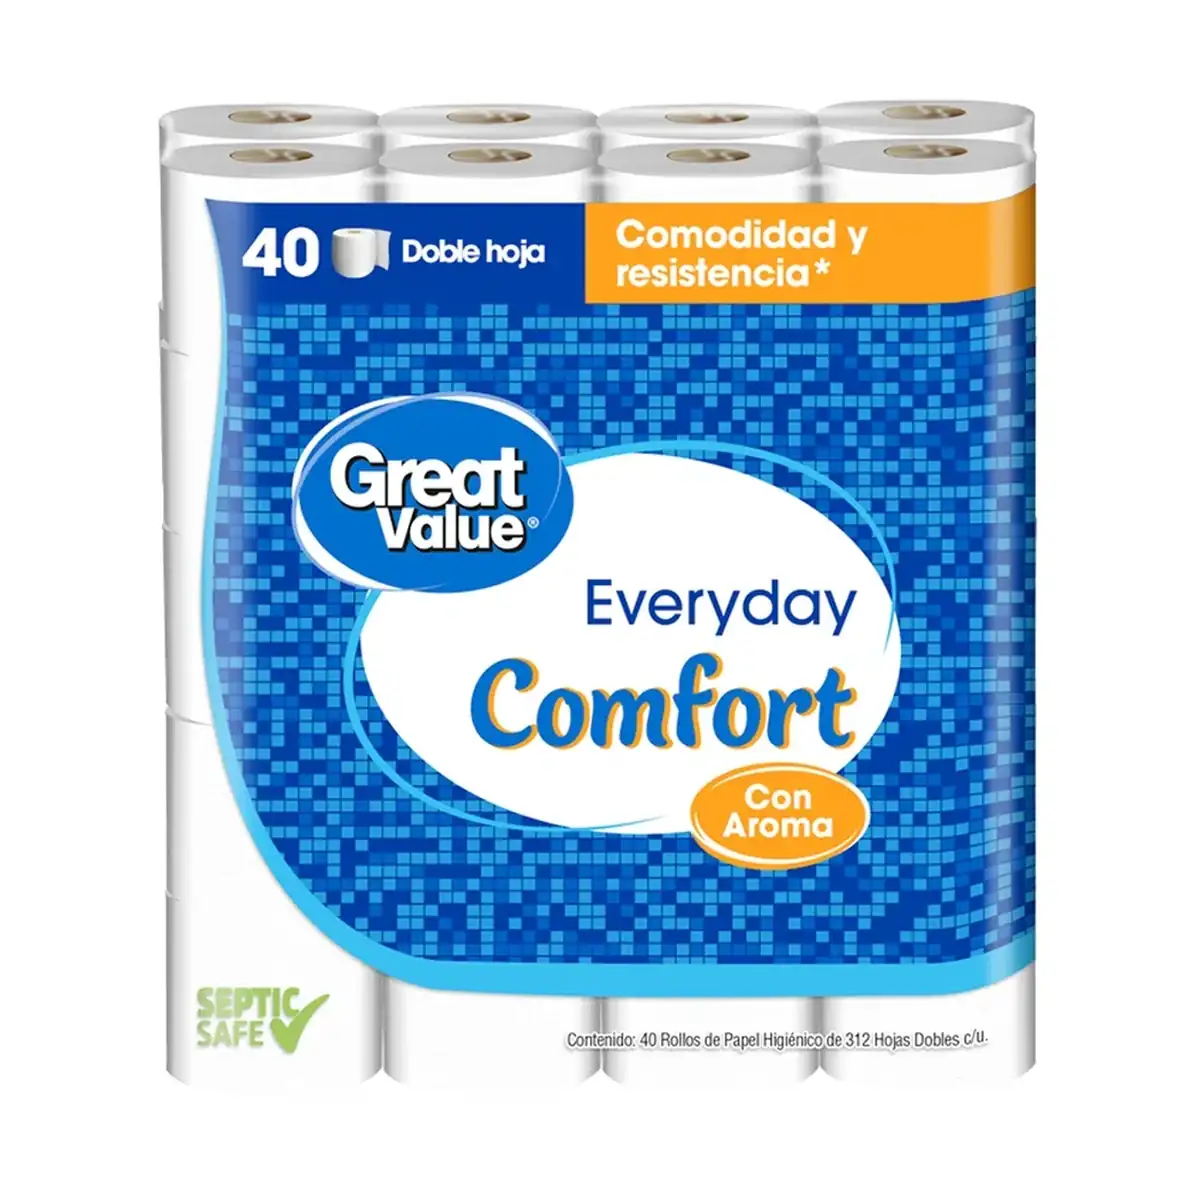 40 Doble hoja
Comodidad y
resistencia*
Great
Value®
Everyday
Comfort
Con
Aroma
SEPTIC
SAFE
Contenido: 40 Rollos de Papel Higiénico de 312 Hojas Dobles c/u.